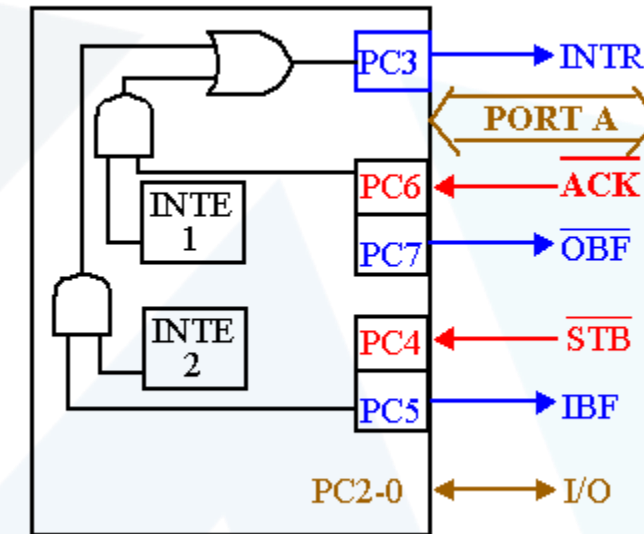 PC3 INTR
PORT A
PC6 ACK
INTE
1
PC7 OBF
INTE
2
PC4 STB
PC5 IBF
PC2-0 I/O